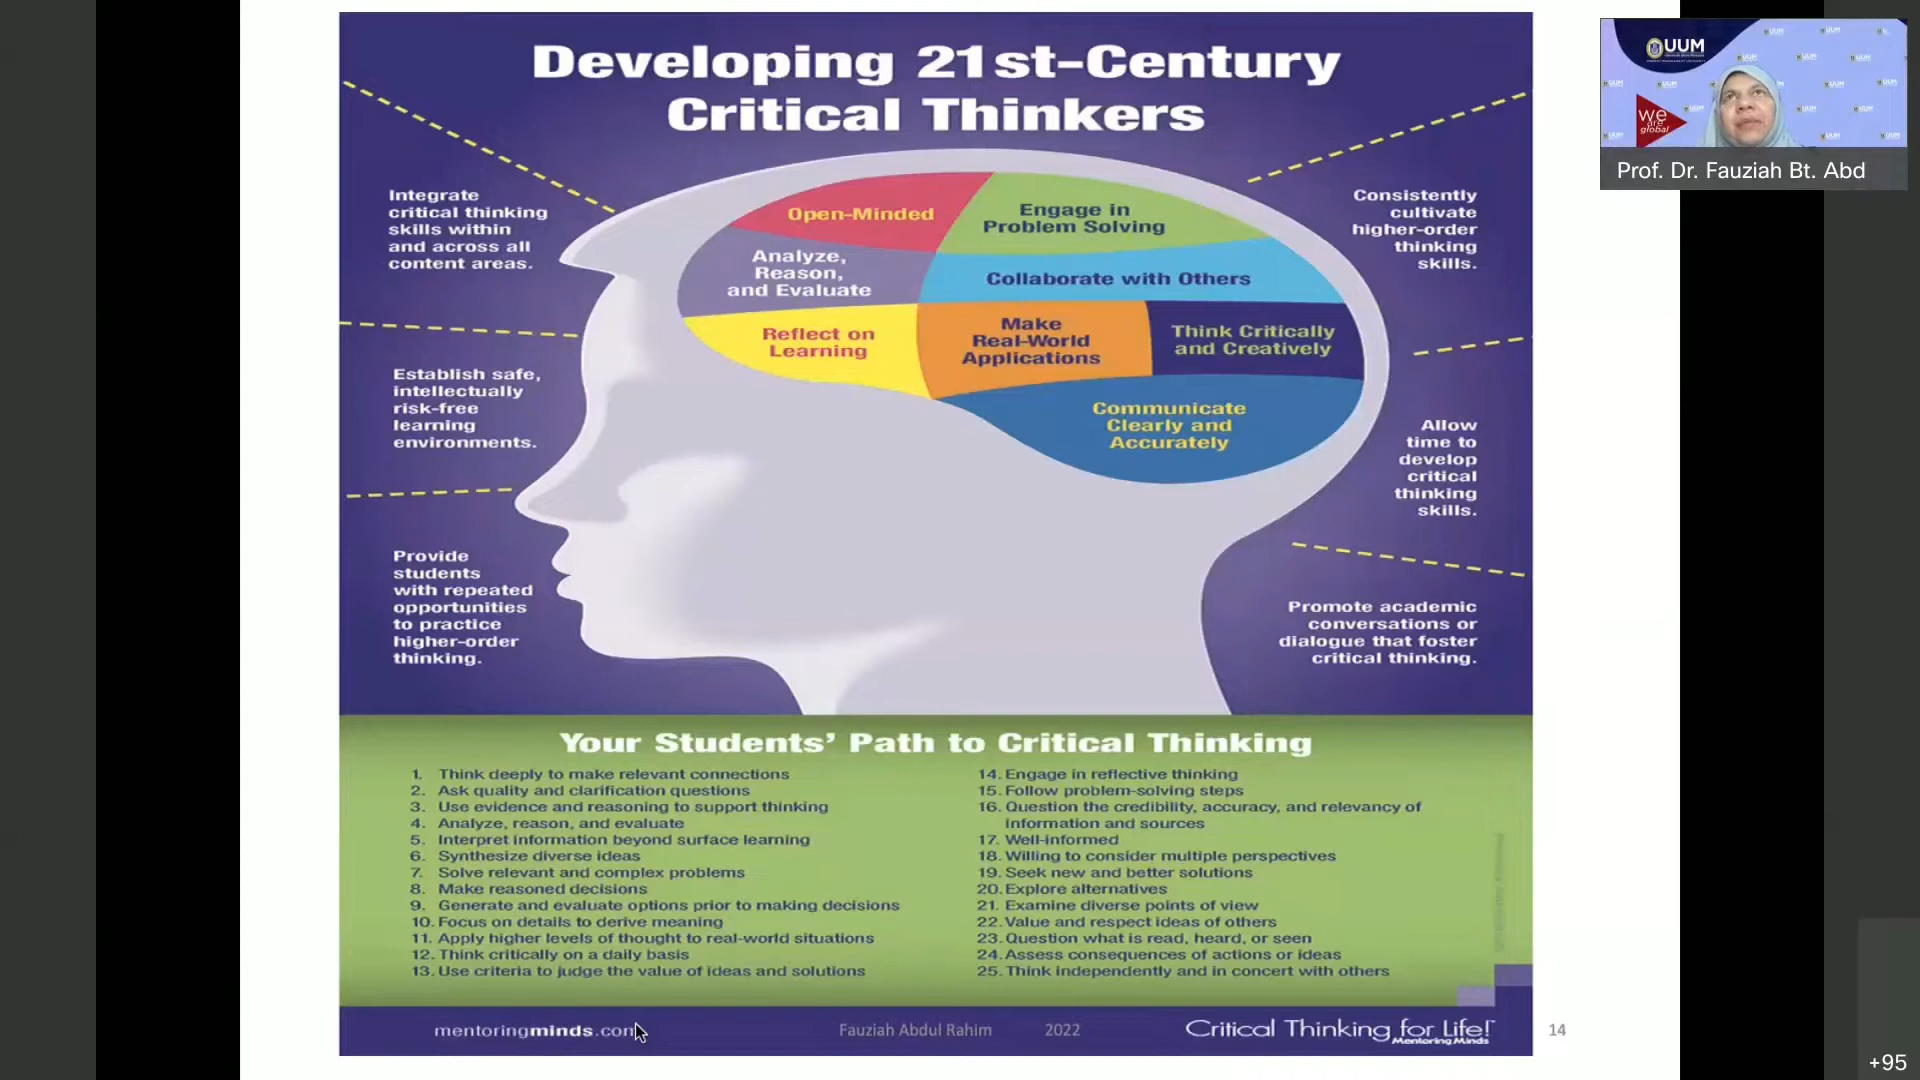 Developing 21st-Century
Critical Thinkers
Integrate
critical thinking
skills within
and across all
content areas.
Establish safe,
intellectually
risk-free
learning
environments.
Provide
students
with repeated
opportunities
to practice
higher-order
thinking.
Open-Minded
Engage in
Problem Solving
Analyze,
Reason,
and Evaluate
Collaborate with Others
Reflect on
Learning
Make
Real-World
Applications
Think Critically
and Creatively
Communicate
Clearly and
Accurately
Consistently
cultivate
higher-order
thinking
skills.
Allow
time to
develop
critical
thinking
skills.
Promote academic
conversations or
dialogue that foster
critical thinking.
Your Students' Path to Critical Thinking
1. Think deeply to make relevant connections
2. Ask quality and clarification questions
3. Use evidence and reasoning to support thinking
4. Analyze, reason, and evaluate
5. Interpret information beyond surface learning
6. Synthesize diverse ideas
7. Solve relevant and complex problems
8. Make reasoned decisions
9. Generate and evaluate options prior to making decisions
10. Focus on details to derive meaning
11. Apply higher levels of thought to real-world situations
12. Think critically on a daily basis
13. Use criteria to judge the value of ideas and solutions
14. Engage in reflective thinking
15. Follow problem-solving steps
16. Question the credibility, accuracy, and relevancy of
information and sources
17. Well-informed
18. Willing to consider multiple perspectives
19. Seek new and better solutions
20. Explore alternatives
21. Examine diverse points of view
22. Value and respect ideas of others
23. Question what is read, heard, or seen
24. Assess consequences of actions or ideas
25. Think independently and in concert with others
mentoringminds.com
Fauziah Abdul Rahim 2022
Critical Thinking for Life!
Mentoring Minds
14
UUM
we
are
global
Prof. Dr. Fauziah Bt. Abd
+95